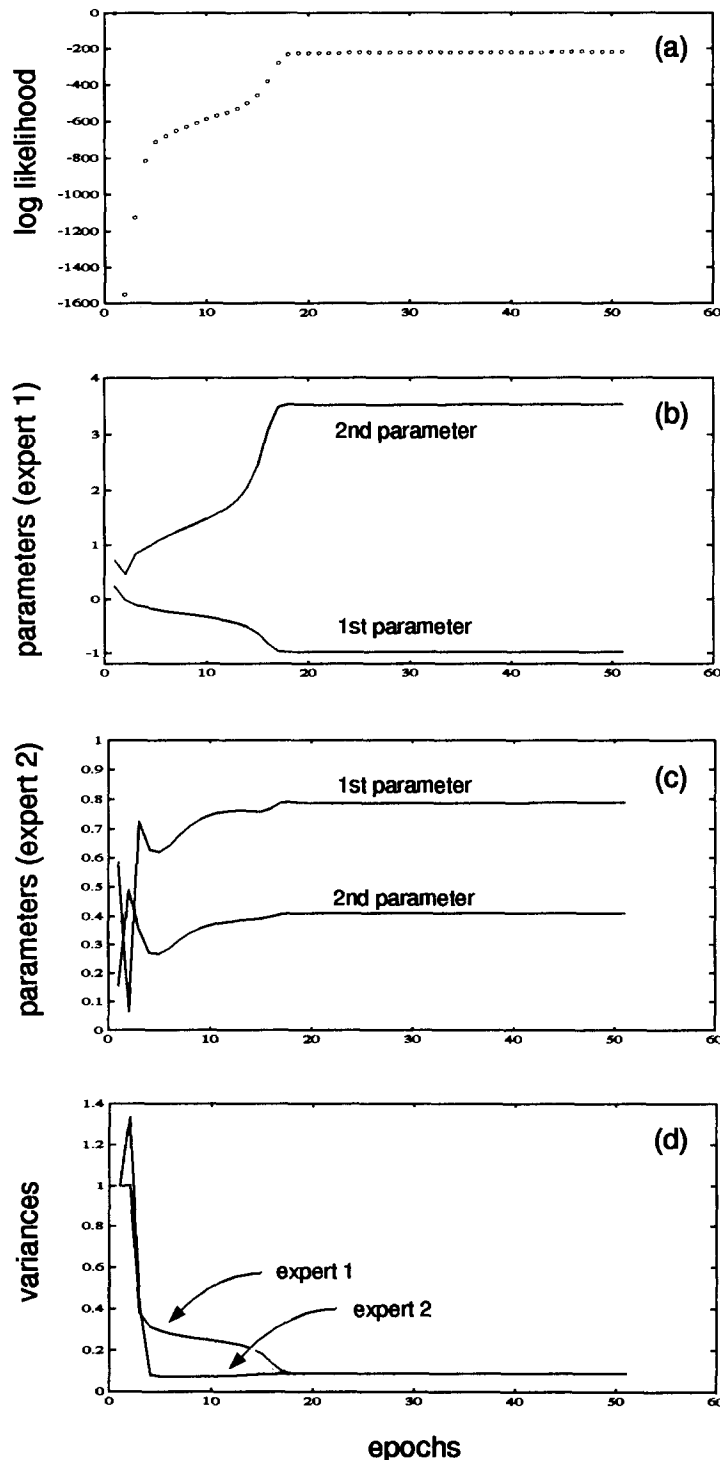 0
-200
-400
-600
-800
-1000
-1200
-1400
-1600
0 10 20 30 40 50 60
log likelihood
(a)
4
3
2
1
0
-1
0 10 20 30 40 50 60
parameters (expert 1)
(b)
2nd parameter
1st parameter
1
0.9
0.8
0.7
0.6
0.5
0.4
0.3
0.2
0.1
0
0 10 20 30 40 50 60
parameters (expert 2)
(c)
1st parameter
2nd parameter
1.4
1.2
1
0.8
0.6
0.4
0.2
0
0 10 20 30 40 50 60
variances
(d)
expert 1
expert 2
epochs